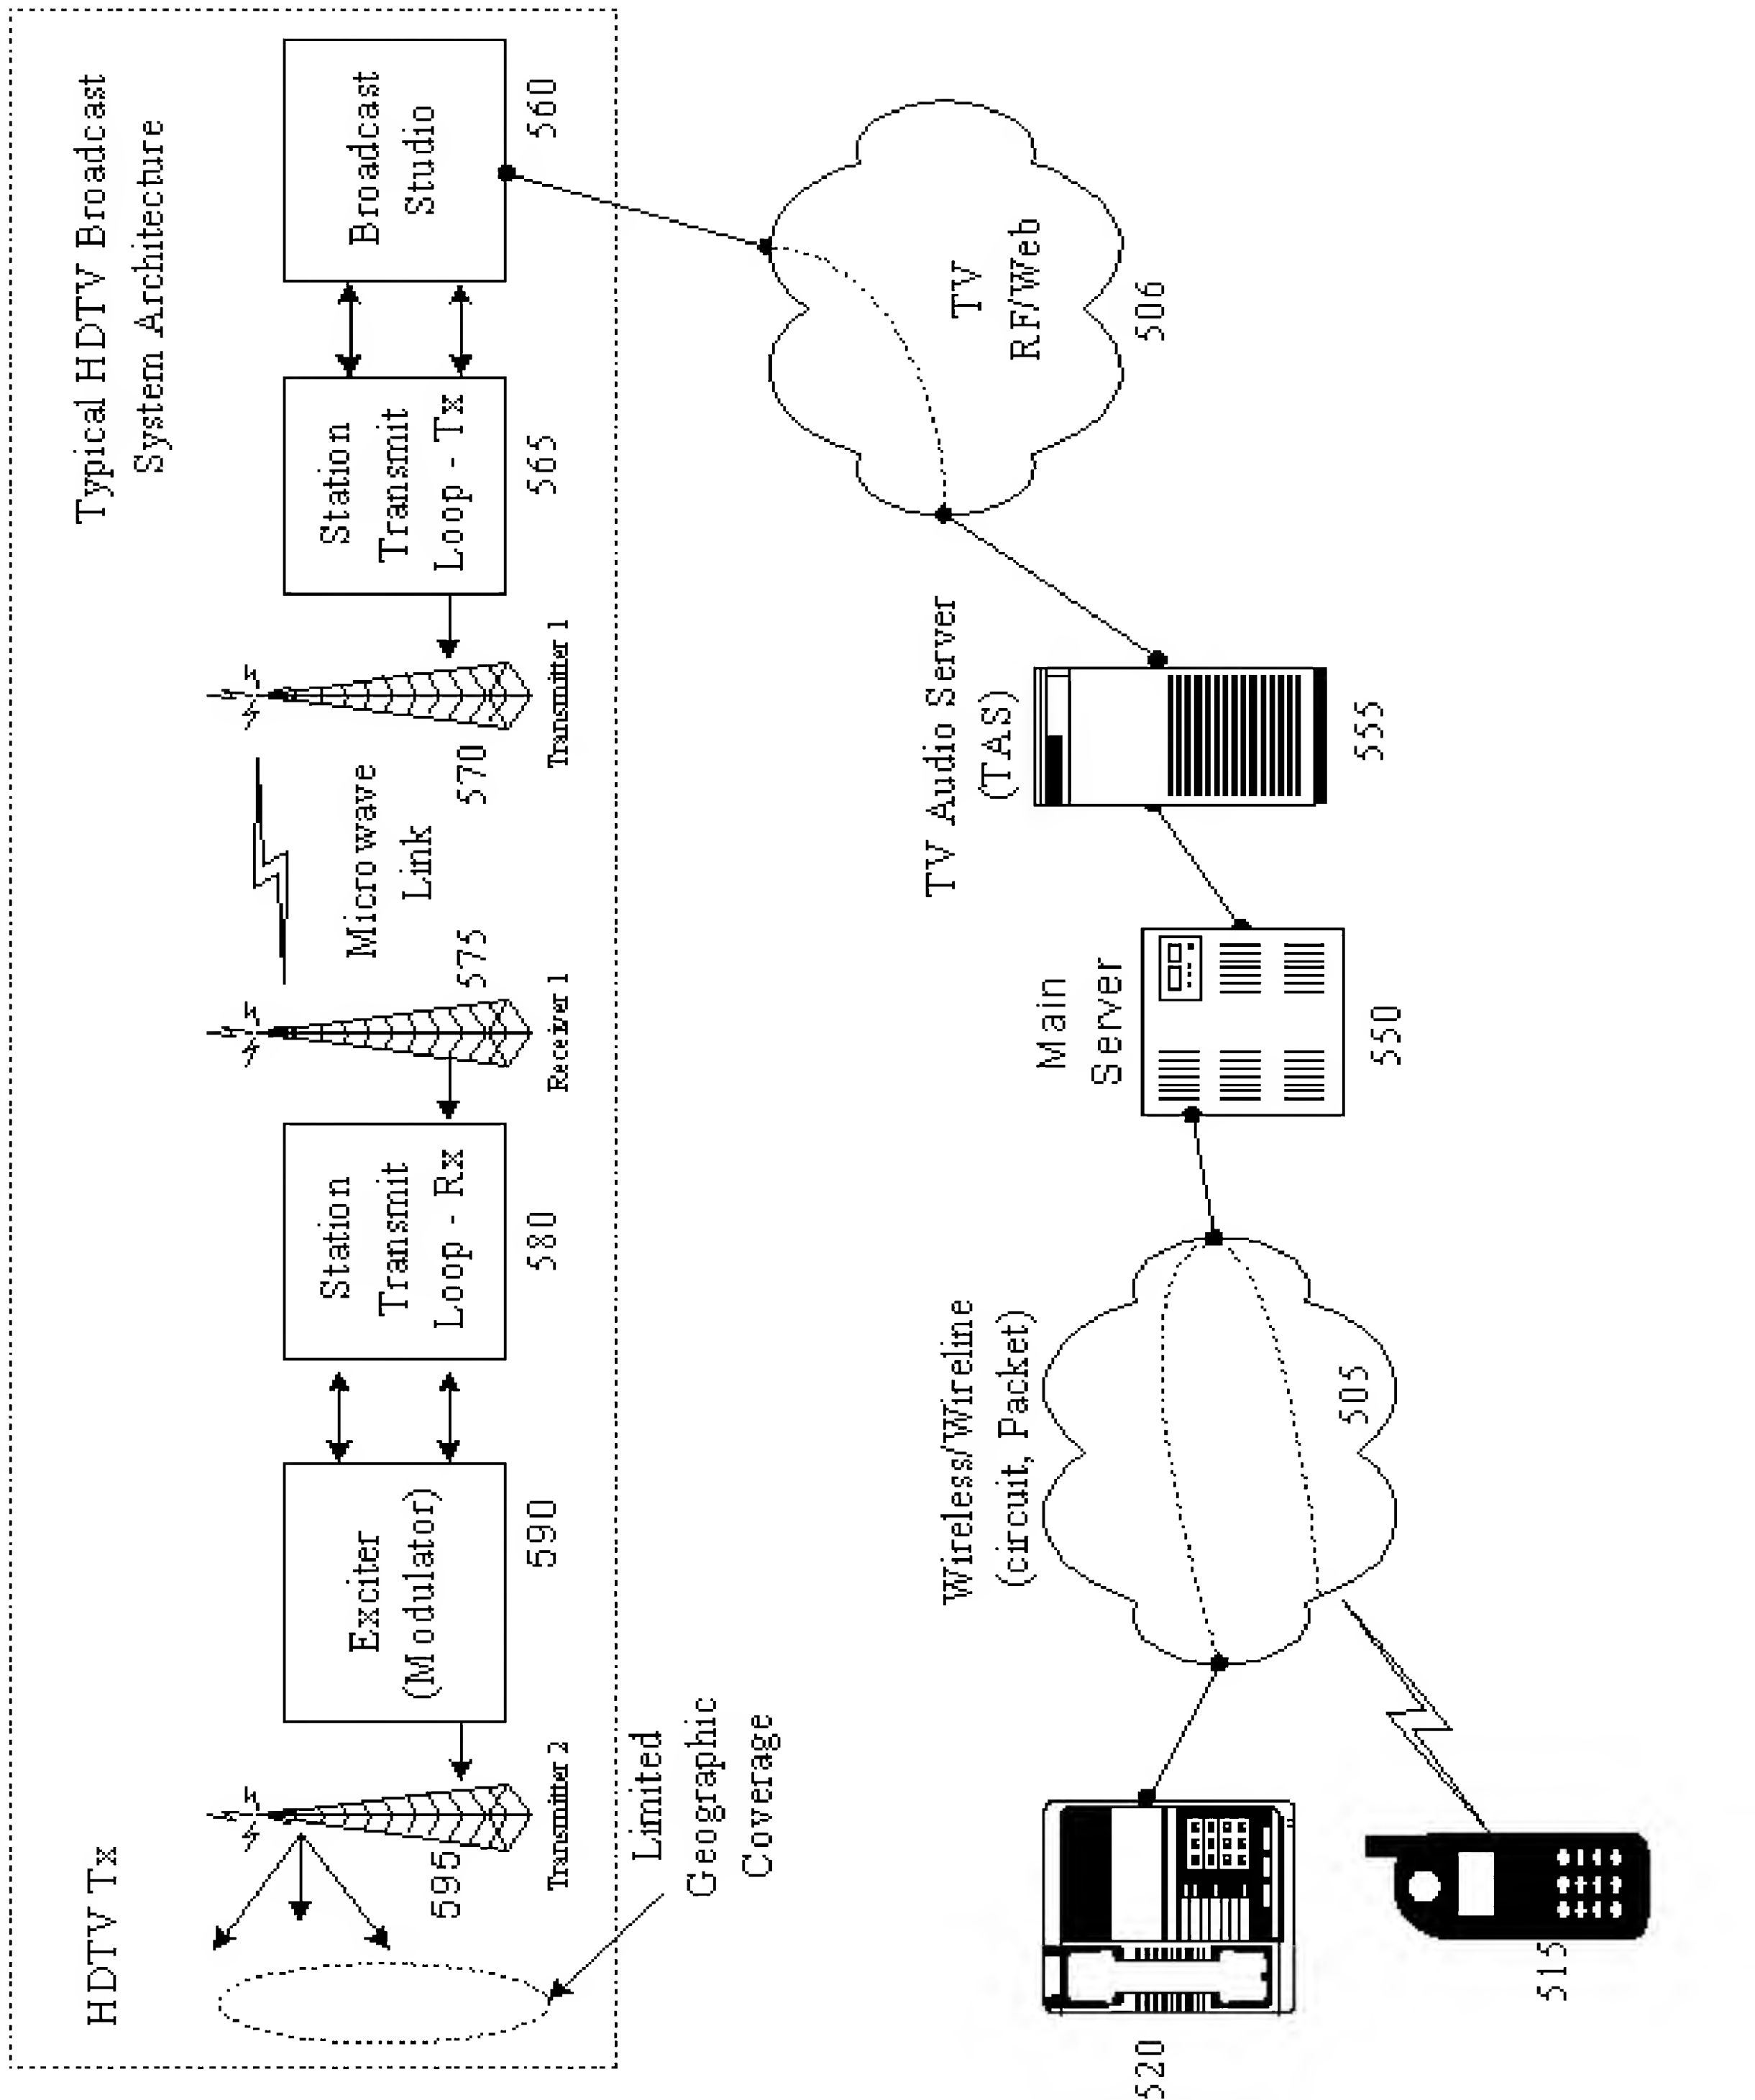 Typical HDTV Broadcast
System Architecture
HDTV Tx
595
Transmitter 2
Exciter
(Modulator)
590
Station
Transmit
Loop - Rx
580
575
Receiver 1
Microwave
Link
570
Transmitter 1
Station
Transmit
Loop - Tx
565
Broadcast
Studio
560
Limited
Geographic
Coverage
TV
RF/Web
506
TV Audio Server
(TAS)
555
Main
Server
550
Wireless/Wireline
(circuit, Packet)
505
520
515